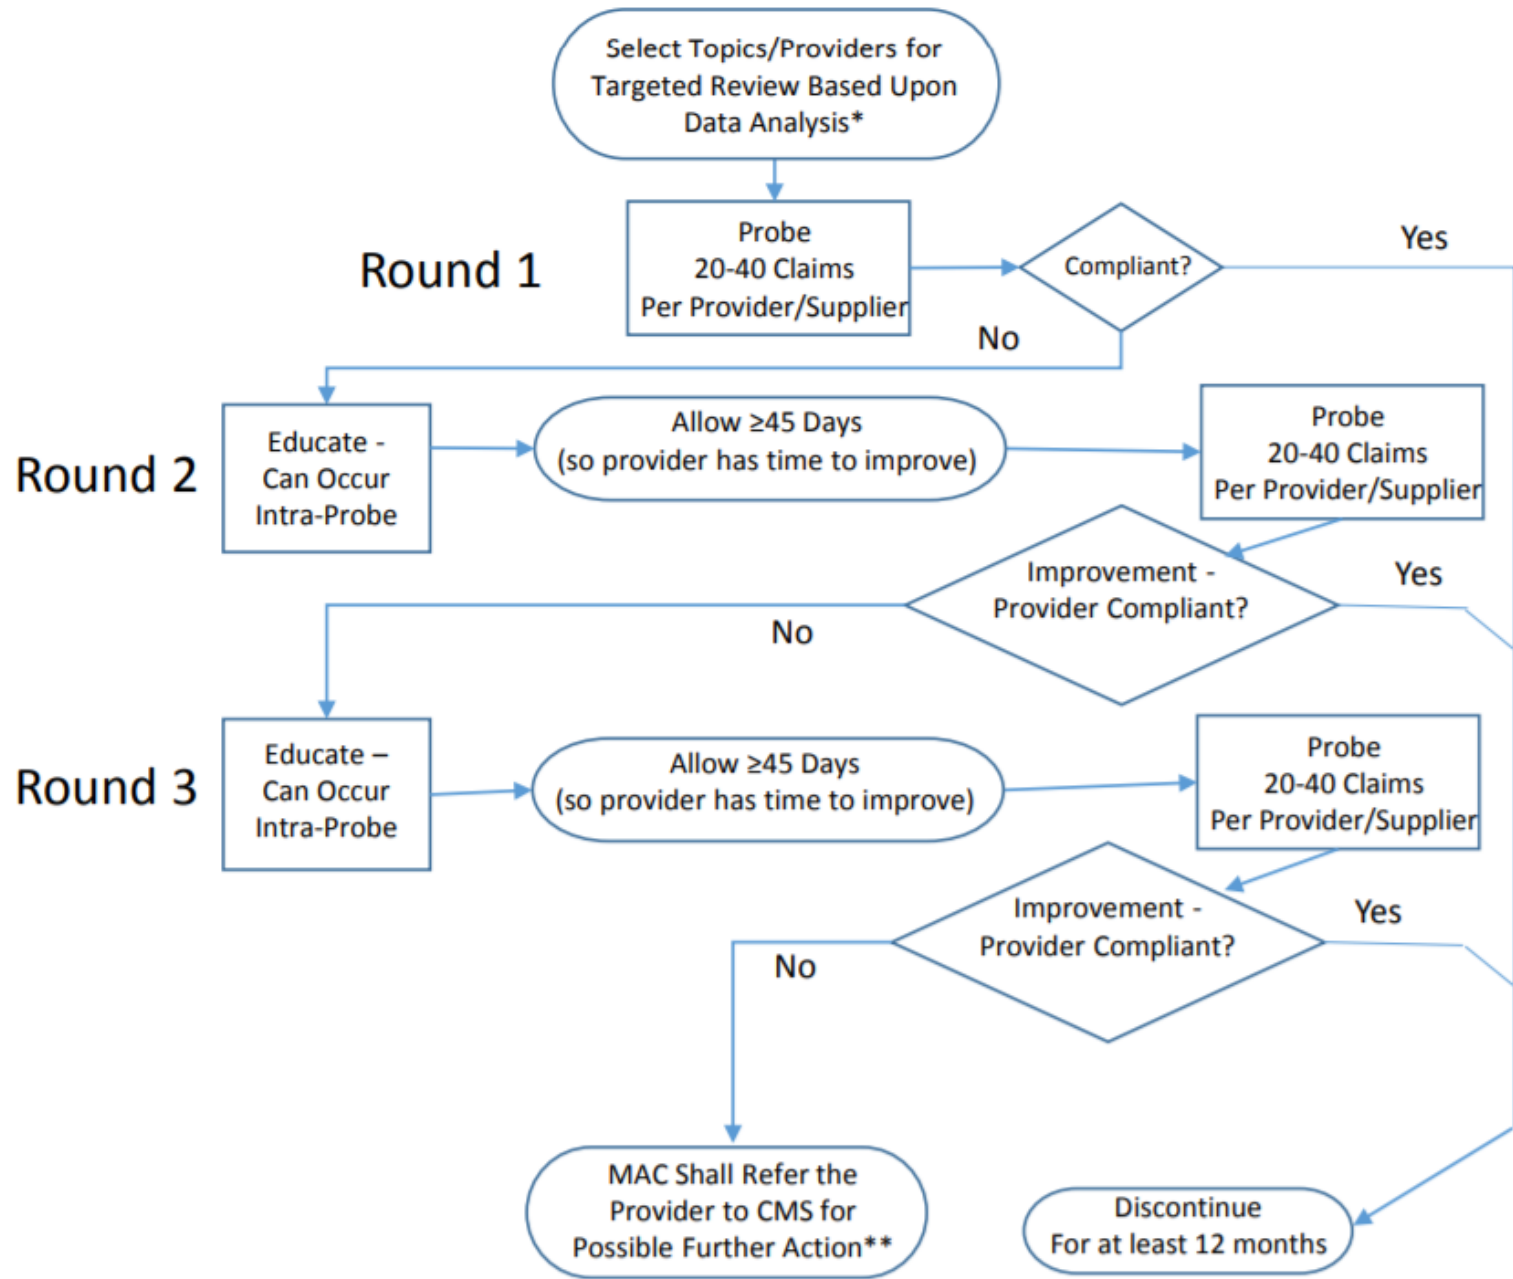 Select Topics/Providers for
Targeted Review Based Upon
Data Analysis*
Round 1
Probe
20-40 Claims
Per Provider/Supplier
Compliant?
Yes
No
Round 2
Educate -
Can Occur
Intra-Probe
Allow ≥45 Days
(so provider has time to improve)
Probe
20-40 Claims
Per Provider/Supplier
Improvement -
Provider Compliant?
Yes
No
Round 3
Educate –
Can Occur
Intra-Probe
Allow ≥45 Days
(so provider has time to improve)
Probe
20-40 Claims
Per Provider/Supplier
Improvement -
Provider Compliant?
Yes
No
MAC Shall Refer the
Provider to CMS for
Possible Further Action**
Discontinue
For at least 12 months